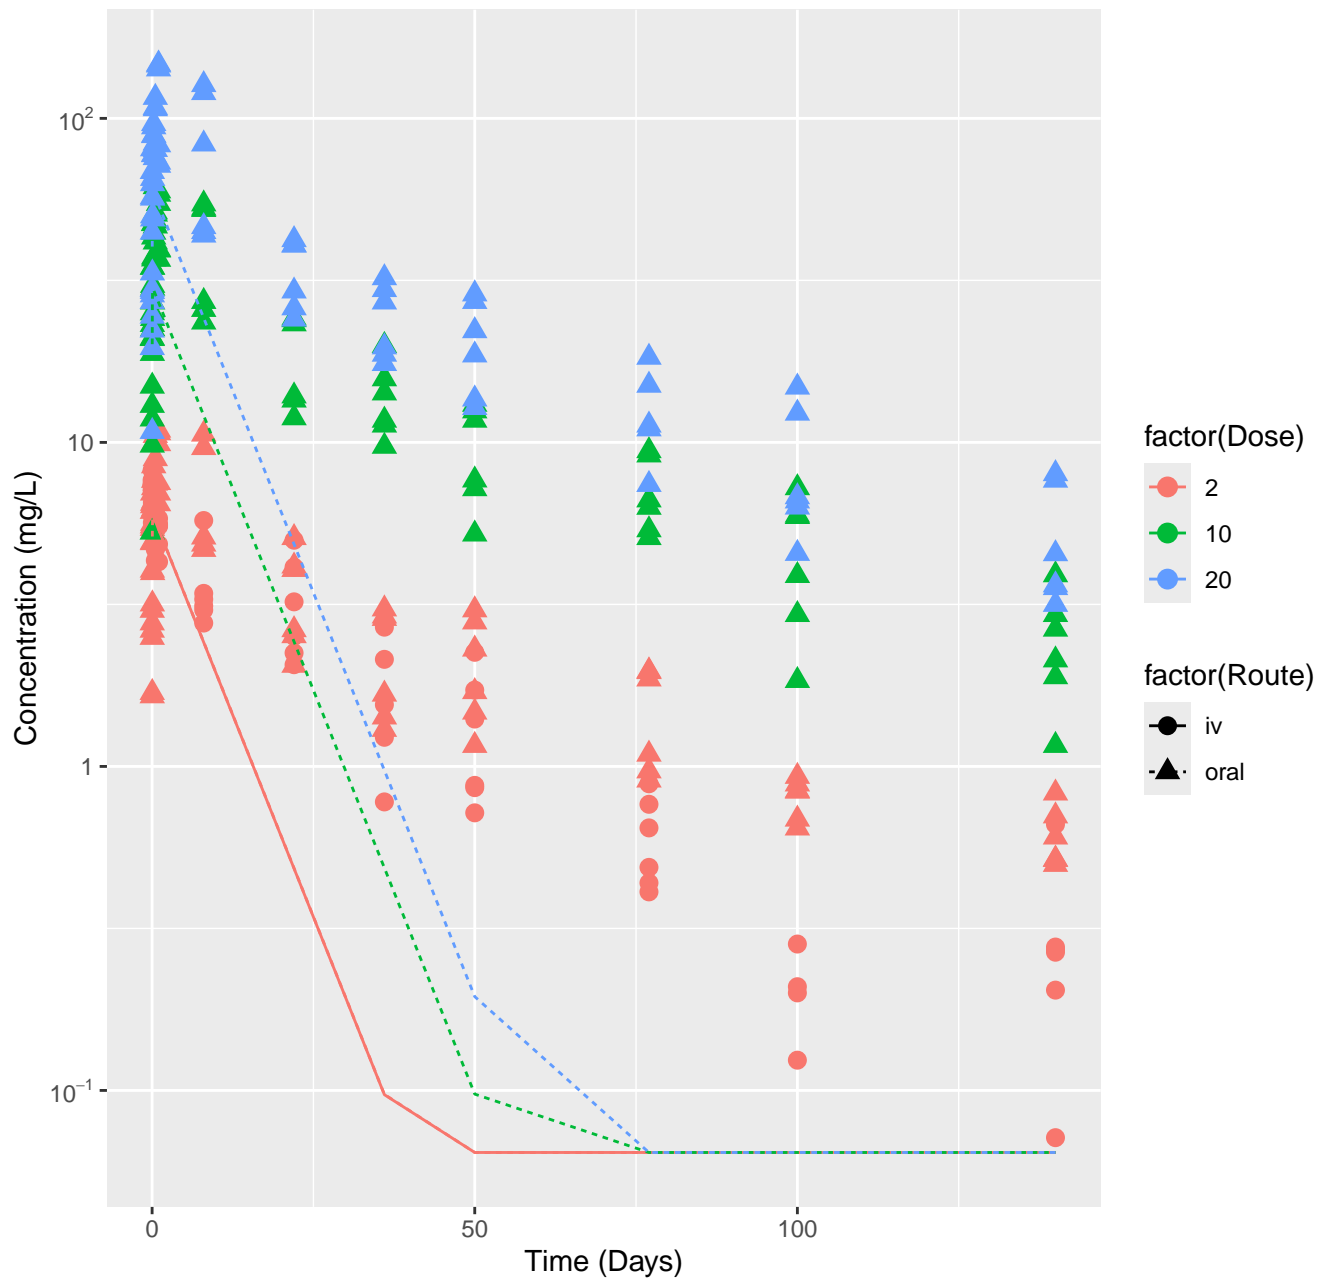 10²
10
1
10⁻¹
Concentration (mg/L)
0
50
100
Time (Days)
factor(Dose)
2
10
20
factor(Route)
iv
oral